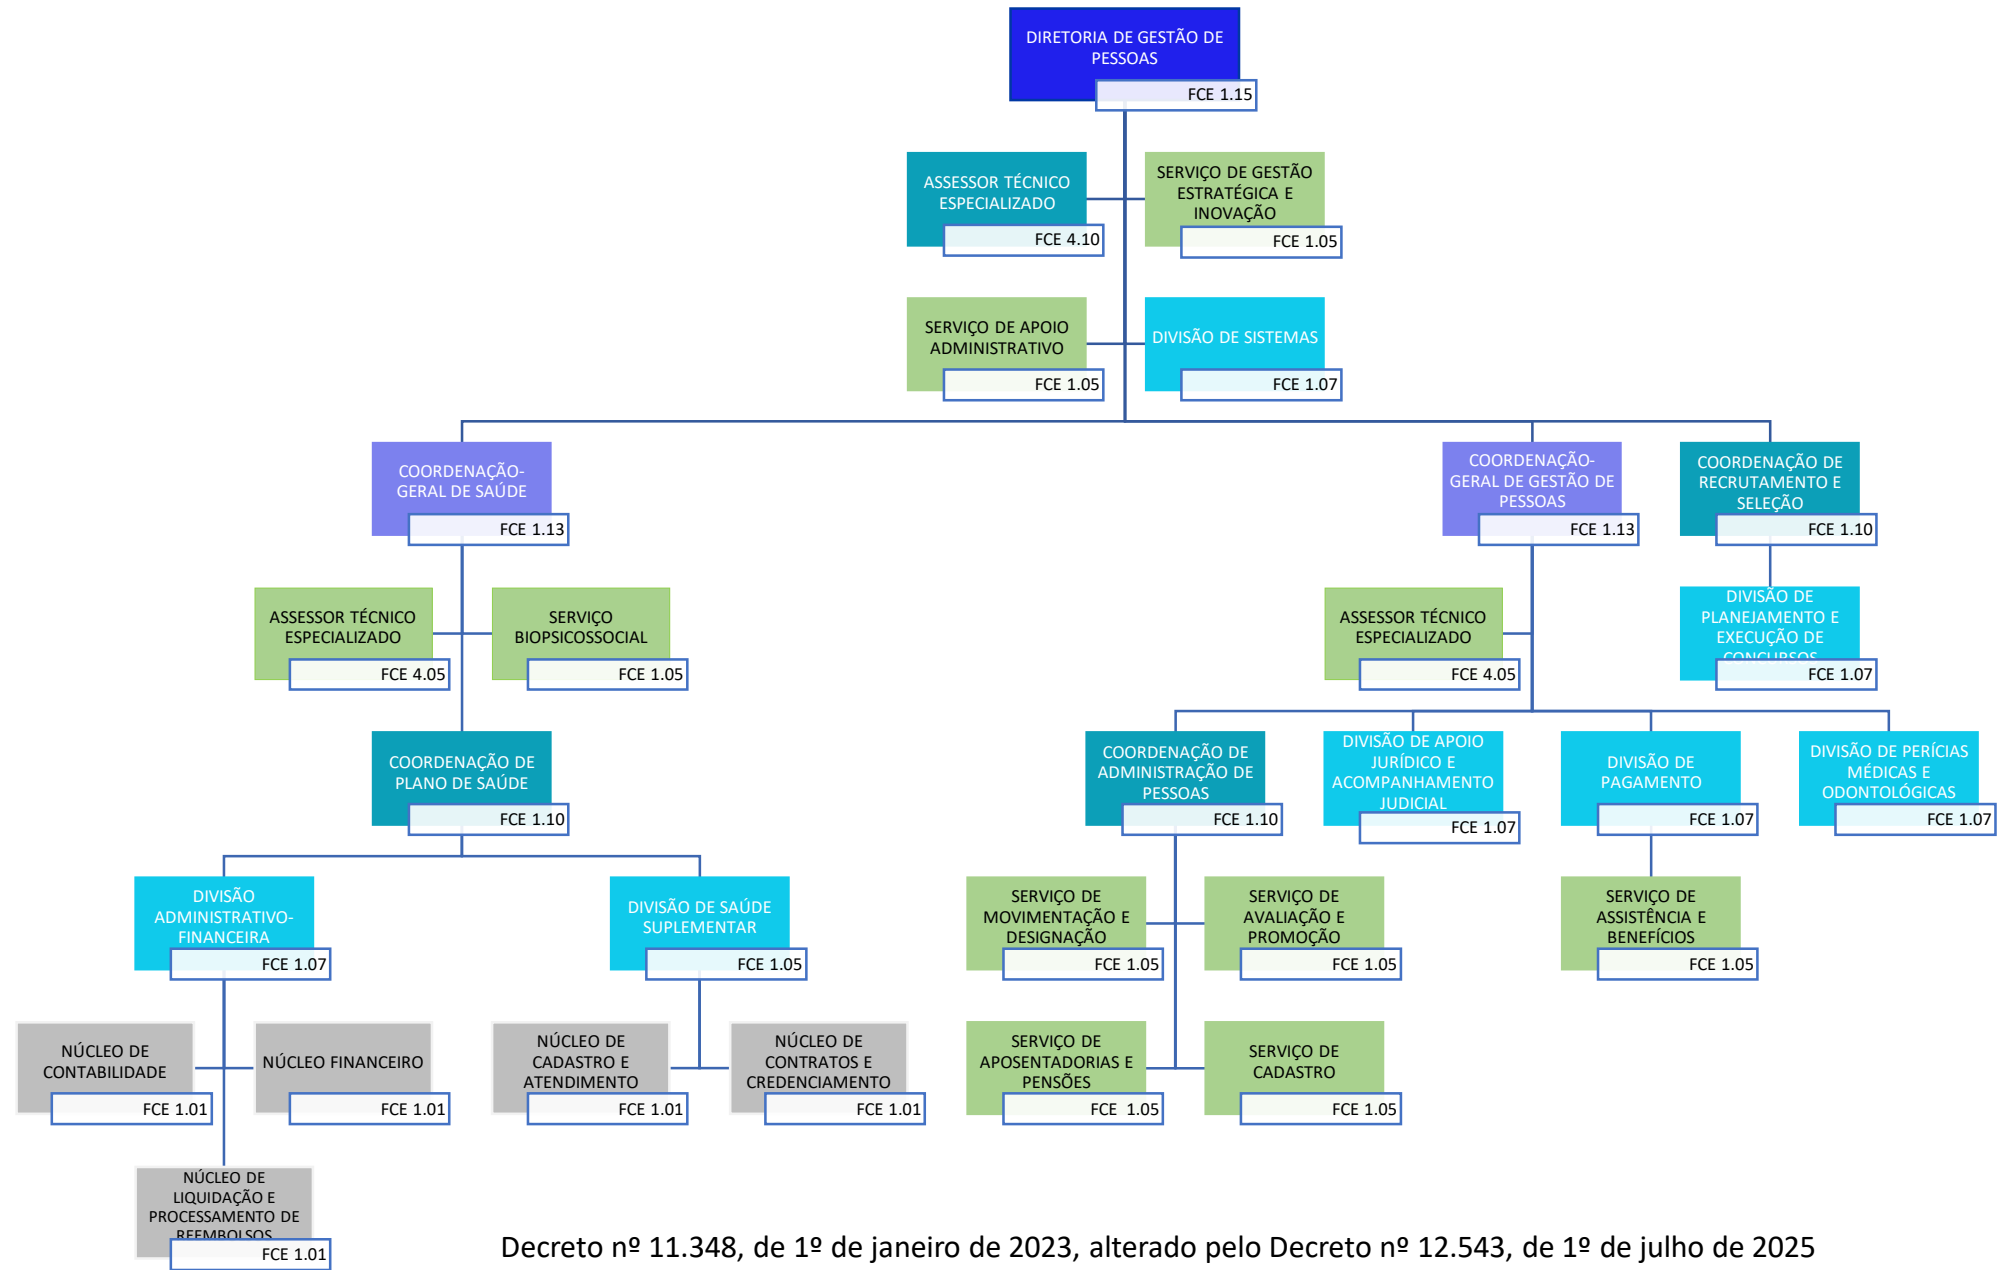 DIRETORIA DE GESTÃO DE
PESSOAS
FCE 1.15
ASSESSOR TÉCNICO
ESPECIALIZADO
FCE 4.10
SERVIÇO DE GESTÃO
ESTRATÉGICA E
INOVAÇÃO
FCE 1.05
SERVIÇO DE APOIO
ADMINISTRATIVO
FCE 1.05
DIVISÃO DE SISTEMAS
FCE 1.07
COORDENAÇÃO-
GERAL DE SAÚDE
FCE 1.13
COORDENAÇÃO-
GERAL DE GESTÃO DE
PESSOAS
FCE 1.13
COORDENAÇÃO DE
RECRUTAMENTO E
SELEÇÃO
FCE 1.10
ASSESSOR TÉCNICO
ESPECIALIZADO
FCE 4.05
SERVIÇO
BIOPSICOSSOCIAL
FCE 1.05
ASSESSOR TÉCNICO
ESPECIALIZADO
FCE 4.05
DIVISÃO DE
PLANEJAMENTO E
EXECUÇÃO DE
CONCURSOS
FCE 1.07
COORDENAÇÃO DE
PLANO DE SAÚDE
FCE 1.10
COORDENAÇÃO DE
ADMINISTRAÇÃO DE
PESSOAS
FCE 1.10
DIVISÃO DE APOIO
JURÍDICO E
ACOMPANHAMENTO
JUDICIAL
FCE 1.07
DIVISÃO DE
PAGAMENTO
FCE 1.07
DIVISÃO DE PERÍCIAS
MÉDICAS E
ODONTOLÓGICAS
FCE 1.07
DIVISÃO
ADMINISTRATIVO-
FINANCEIRA
FCE 1.07
DIVISÃO DE SAÚDE
SUPLEMENTAR
FCE 1.05
SERVIÇO DE
MOVIMENTAÇÃO E
DESIGNAÇÃO
FCE 1.05
SERVIÇO DE
AVALIAÇÃO E
PROMOÇÃO
FCE 1.05
SERVIÇO DE
ASSISTÊNCIA E
BENEFÍCIOS
FCE 1.05
NÚCLEO DE
CONTABILIDADE
FCE 1.01
NÚCLEO FINANCEIRO
FCE 1.01
NÚCLEO DE
CADASTRO E
ATENDIMENTO
FCE 1.01
NÚCLEO DE
CONTRATOS E
CREDENCIAMENTO
FCE 1.01
SERVIÇO DE
APOSENTADORIAS E
PENSÕES
FCE 1.05
SERVIÇO DE
CADASTRO
FCE 1.05
NÚCLEO DE
LIQUIDAÇÃO E
PROCESSAMENTO DE
REEMBOLSOS
FCE 1.01
Decreto nº 11.348, de 1º de janeiro de 2023, alterado pelo Decreto nº 12.543, de 1º de julho de 2025